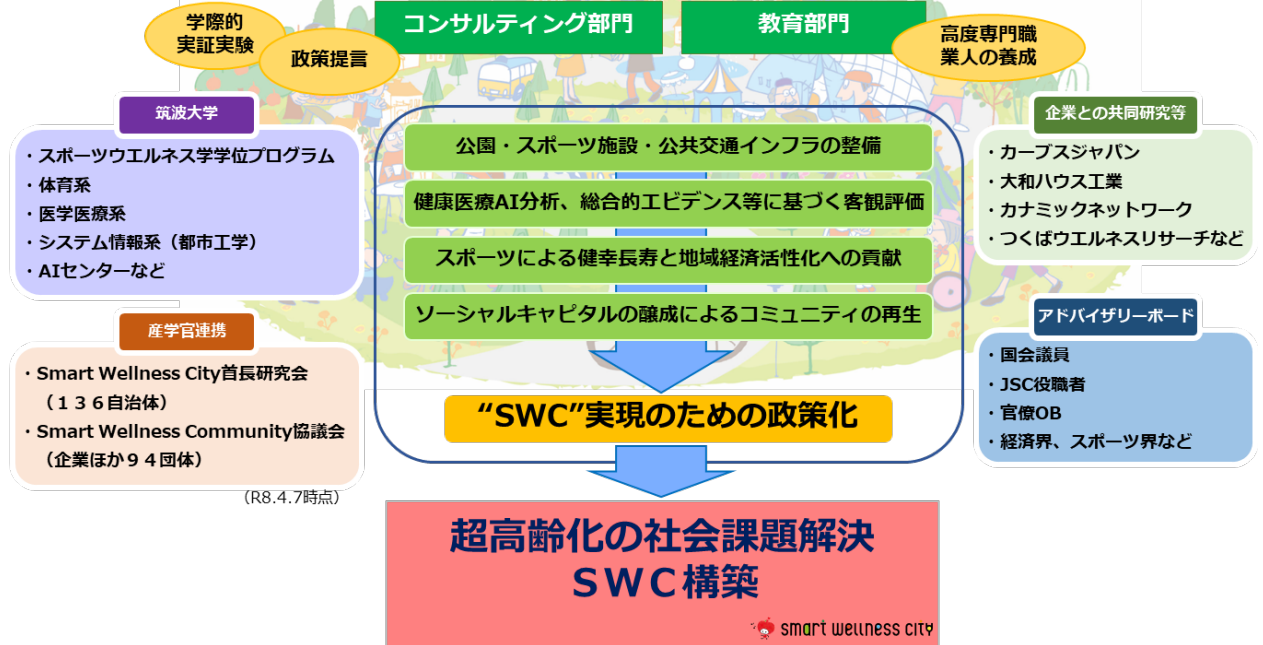 学際的
実証実験
政策提言
コンサルティング部門
教育部門
高度専門職
業人の養成
筑波大学
・スポーツウエルネス学学位プログラム
・体育系
・医学医療系
・システム情報系（都市工学）
・AIセンターなど
産学官連携
・Smart Wellness City首長研究会
（１３６自治体）
・Smart Wellness Community協議会
（企業ほか９４団体）
（R8.4.7時点）
公園・スポーツ施設・公共交通インフラの整備
健康医療AI分析、総合的エビデンス等に基づく客観評価
スポーツによる健幸長寿と地域経済活性化への貢献
ソーシャルキャピタルの醸成によるコミュニティの再生
“SWC”実現のための政策化
企業との共同研究等
・カーブスジャパン
・大和ハウス工業
・カナミックネットワーク
・つくばウエルネスリサーチなど
アドバイザリーボード
・国会議員
・JSC役職者
・官僚OB
・経済界、スポーツ界など
超高齢化の社会課題解決
ＳＷＣ構築
smart wellness city